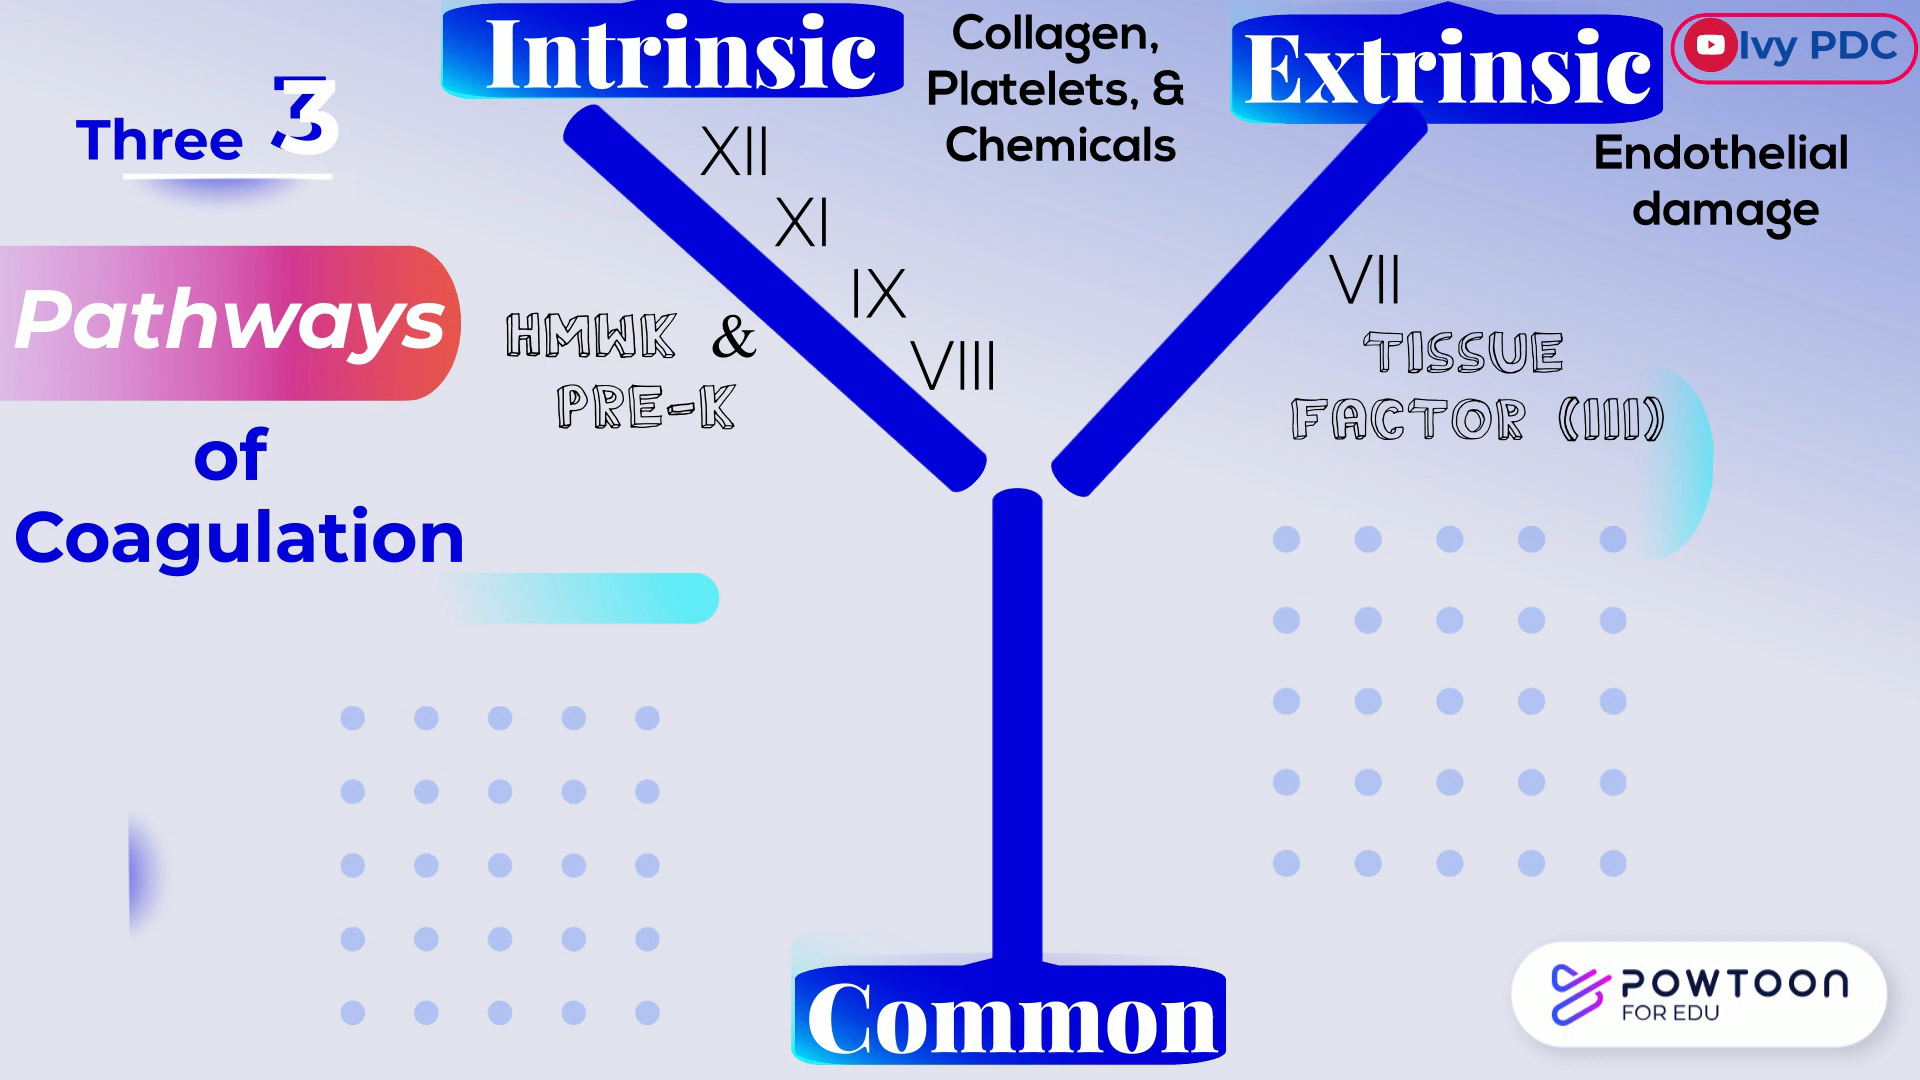 Three 3
Pathways
of
Coagulation
Intrinsic
Collagen,
Platelets, &
Chemicals
Extrinsic
Ivy PDC
Endothelial
damage
XII
XI
IX
VIII
HMWK &
PRE-K
VII
TISSUE
FACTOR (III)
Common
POWTOON
FOR EDU